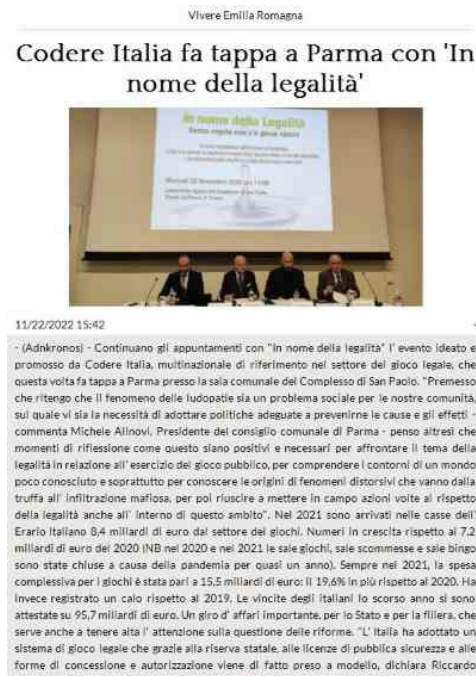 Vivere Emilia Romagna
Codere Italia fa tappa a Parma con 'In
nome della legalità'
In nome della Legalità
Senza regole non c'è gioco sicuro
11/22/2022 15:42
- (Adnkronos) - Continuano gli appuntamenti con "In nome della legalità" l' evento ideato e
promosso da Codere Italia, multinazionale di riferimento nel settore del gioco legale, che
questa volta fa tappa a Parma presso la sala comunale del Complesso di San Paolo. "Premesso
che ritengo che il fenomeno delle ludopatie sia un problema sociale per le nostre comunità,
sul quale vi sia la necessità di adottare politiche adeguate a prevenirne le cause e gli effetti -
commenta Michele Alinovi, Presidente del consiglio comunale di Parma - penso altresì che
momenti di riflessione come questo siano positivi e necessari per affrontare il tema della
legalità in relazione all' esercizio del gioco pubblico, per comprendere i contorni di un mondo
poco conosciuto e soprattutto per conoscere le origini di fenomeni distorsivi che vanno dalla
truffa all' infiltrazione mafiosa, per poi riuscire a mettere in campo azioni volte al rispetto
della legalità anche all' interno di questo ambito". Nel 2021 sono arrivati nelle casse dell'
Erario Italiano 8,4 miliardi di euro dal settore dei giochi. Numeri in crescita rispetto ai 7,2
miliardi di euro del 2020 (NB nel 2020 e nel 2021 le sale giochi, sale scommesse e sale bingo
sono state chiuse a causa della pandemia per quasi un anno). Sempre nel 2021, la spesa
complessiva per i giochi è stata pari a 15,5 miliardi di euro: il 19,6% in più rispetto al 2020. Ha
invece registrato un calo rispetto al 2019. Le vincite degli italiani lo scorso anno si sono
attestate su 95,7 miliardi di euro. Un giro d' affari importante, per lo Stato e per la filiera, che
serve anche a tenere alta l' attenzione sulla questione delle riforme. "L' Italia ha adottato un
sistema di gioco legale che grazie alla riserva statale, alle licenze di pubblica sicurezza e alle
forme di concessione e autorizzazione viene di fatto preso a modello, dichiara Riccardo